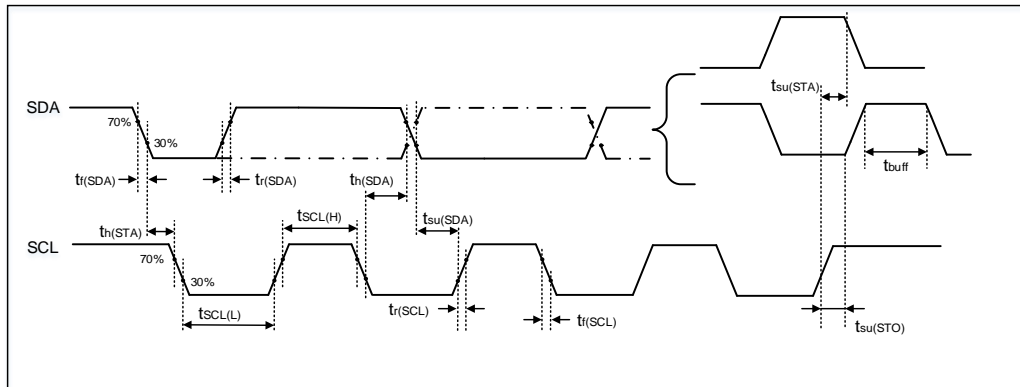 tsu(STA)
SDA
70%
30%
tbuff
tf(SDA)
tr(SDA)
th(SDA)
tSCL(H)
tsu(SDA)
th(STA)
SCL
70%
30%
tSCL(L)
tr(SCL)
tf(SCL)
tsu(STO)